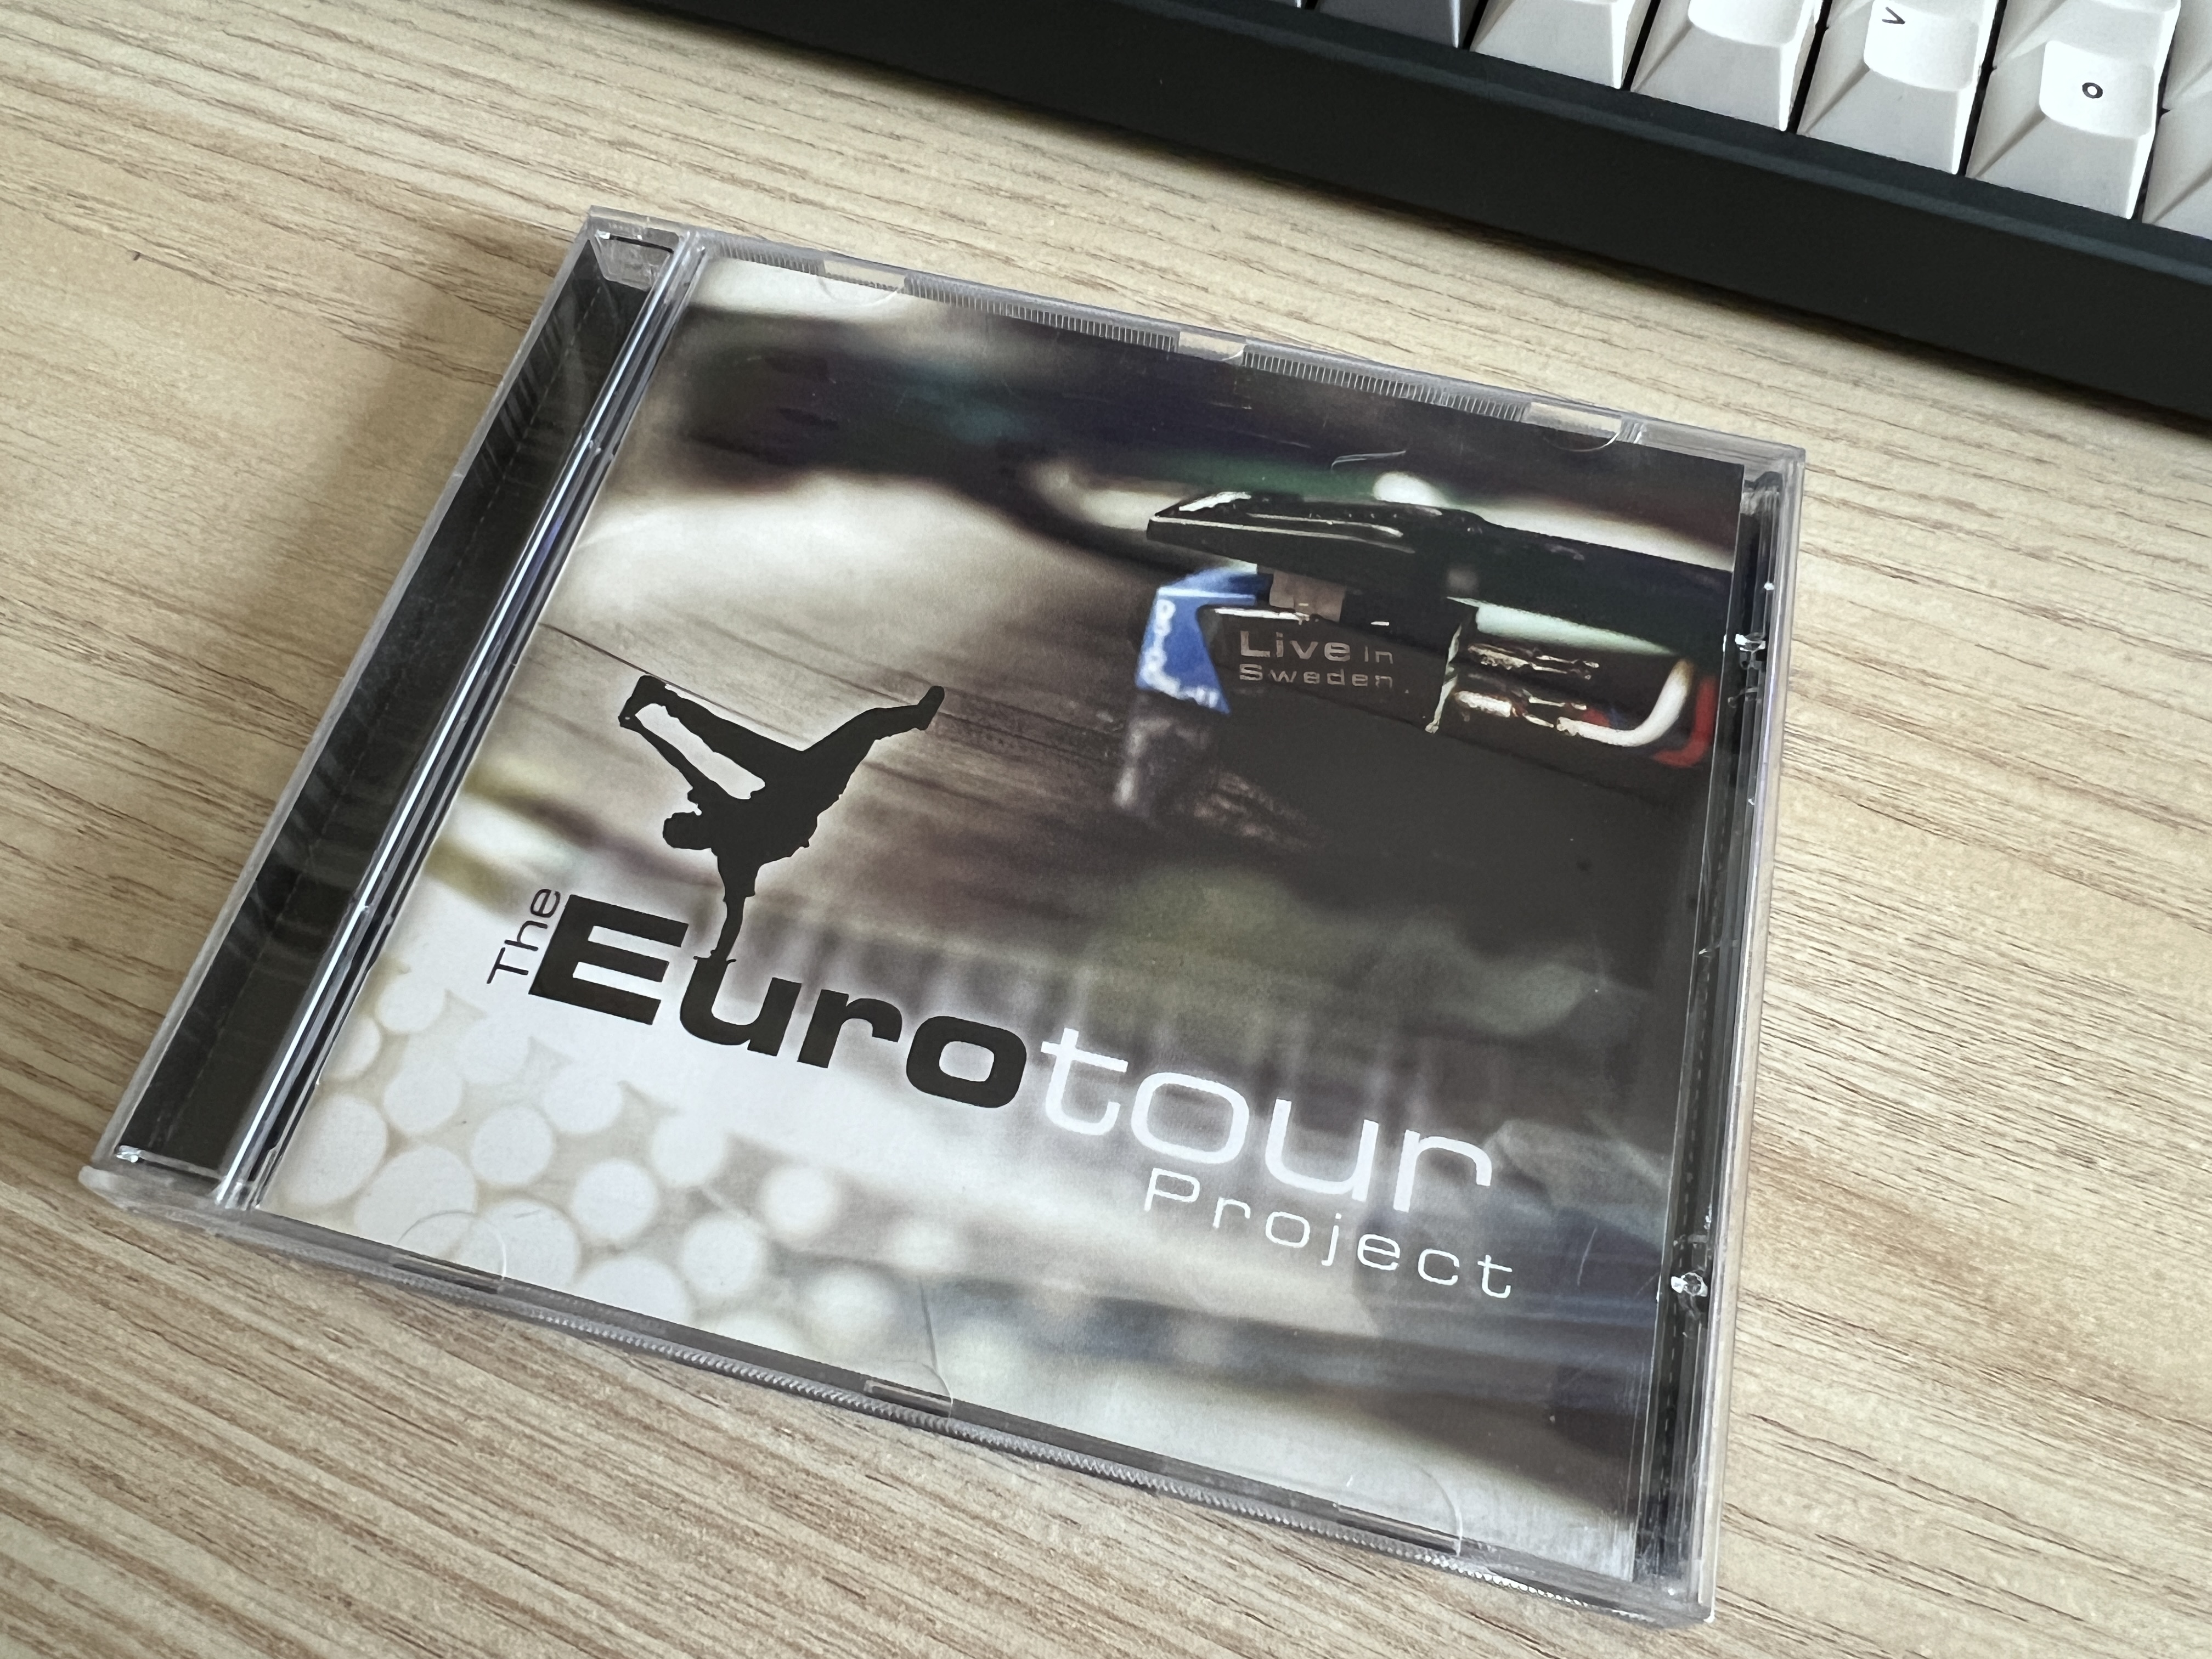 V
O
Live in
Sweden
The
Eurotour
Project